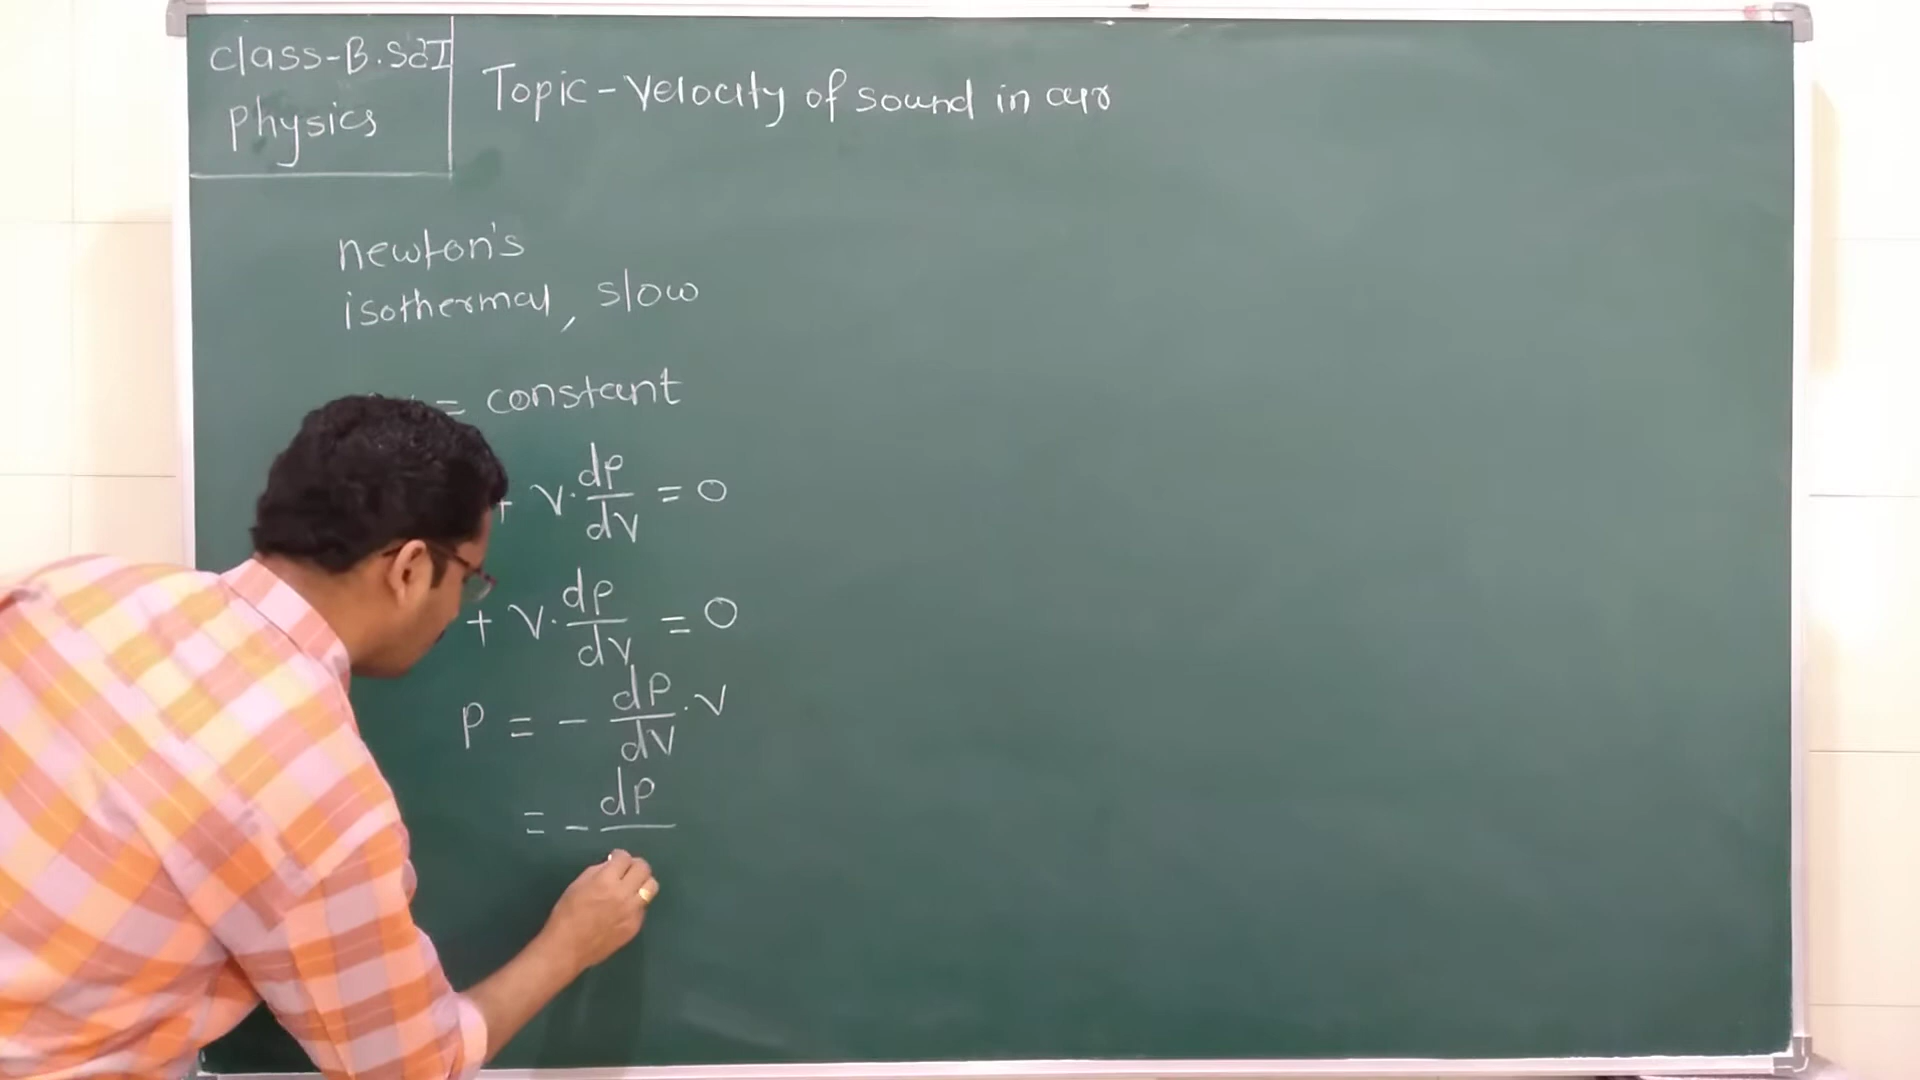 class-B.Sc I
physics
Topic-Velocity of sound in air
newton's
isothermal, slow
= constant
+ V. dp/dv = 0
+ V. dp/dv = 0
P = - dP/dV . V
= - dP